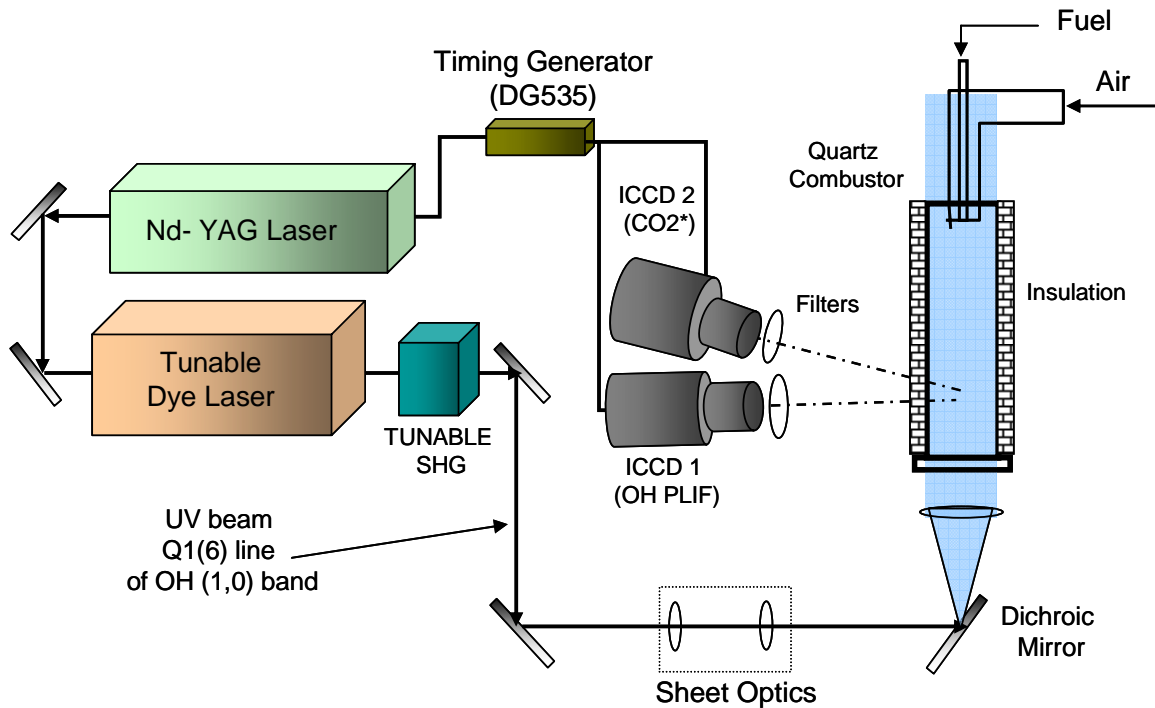 Fuel
Timing Generator
(DG535)
Air
Quartz
Combustor
ICCD 2
(CO2*)
Nd- YAG Laser
Filters
Insulation
Tunable
Dye Laser
TUNABLE
SHG
ICCD 1
(OH PLIF)
UV beam
Q1(6) line
of OH (1,0) band
Dichroic
Mirror
Sheet Optics